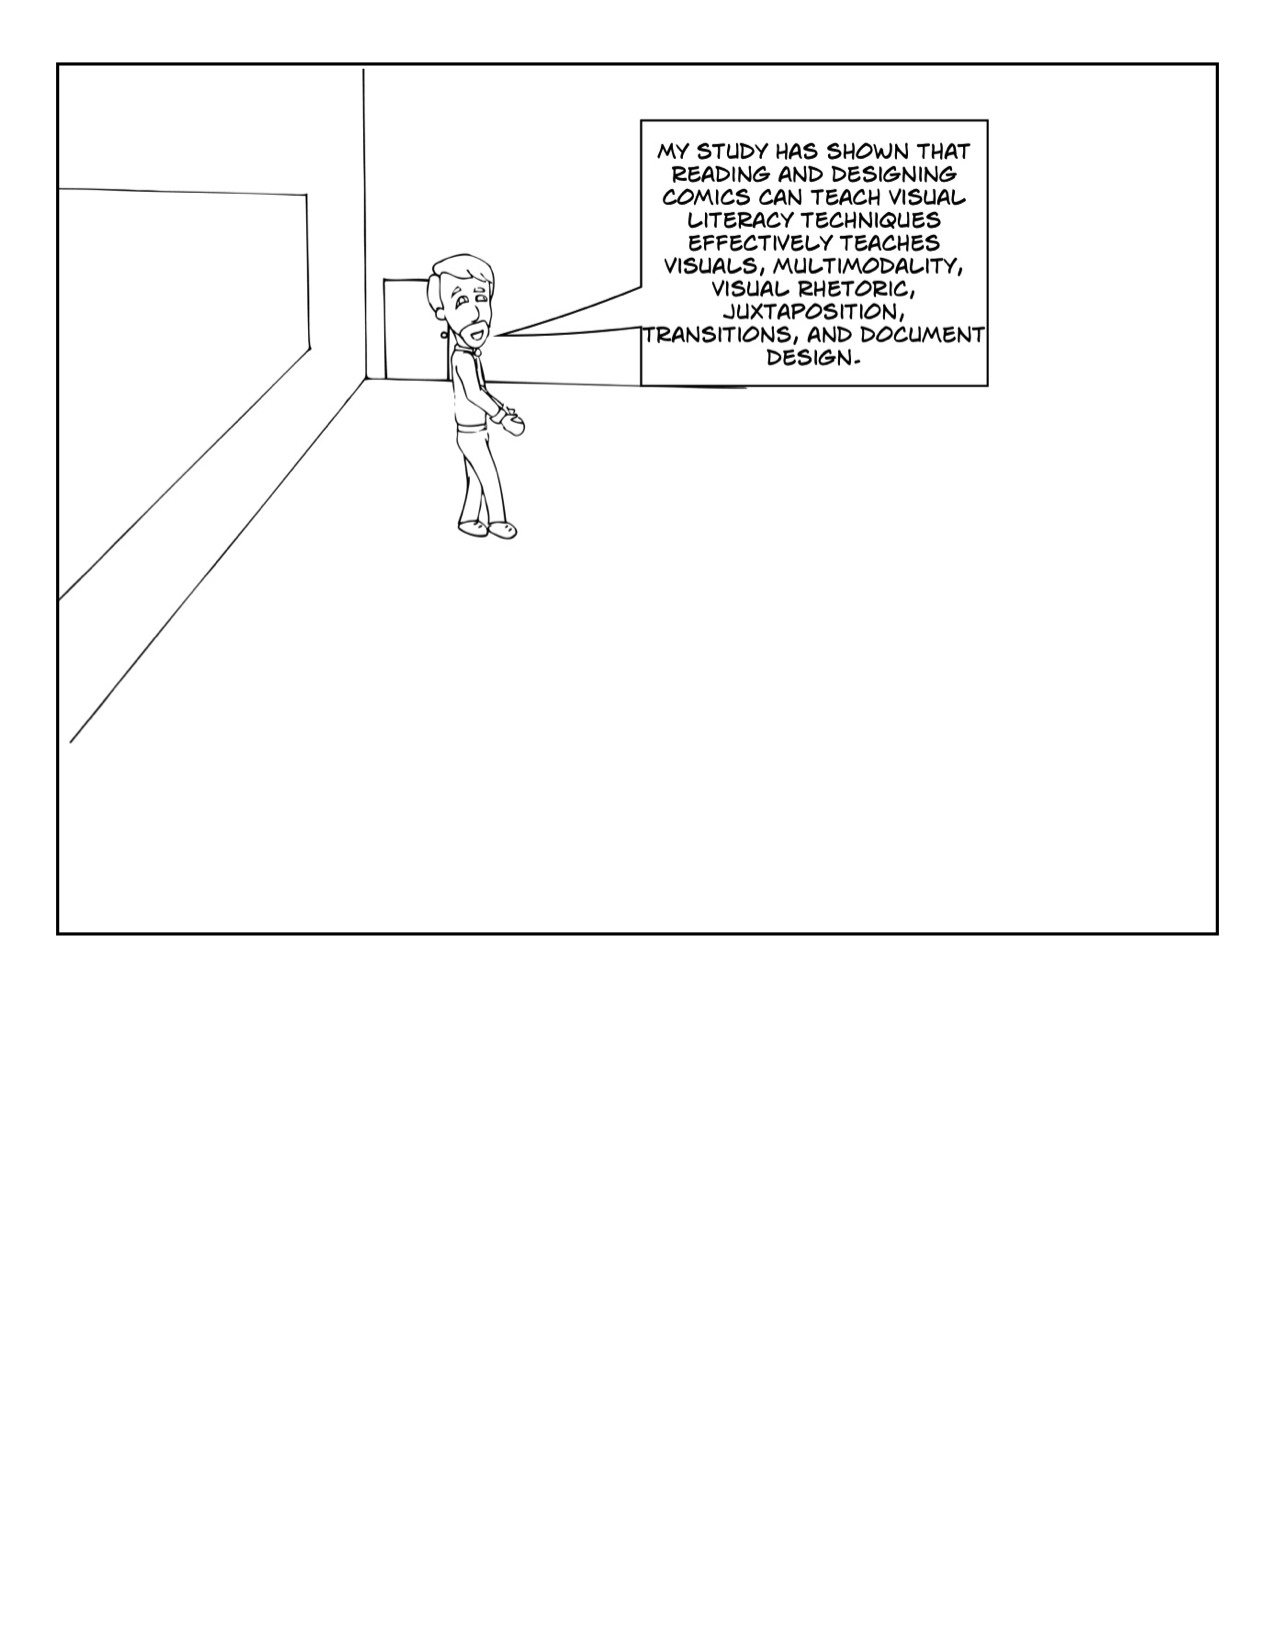 MY STUDY HAS SHOWN THAT
READING AND DESIGNING
COMICS CAN TEACH VISUAL
LITERACY TECHNIQUES
EFFECTIVELY TEACHES
VISUALS, MULTIMODALITY,
VISUAL RHETORIC,
JUXTAPOSITION,
TRANSITIONS, AND DOCUMENT
DESIGN.